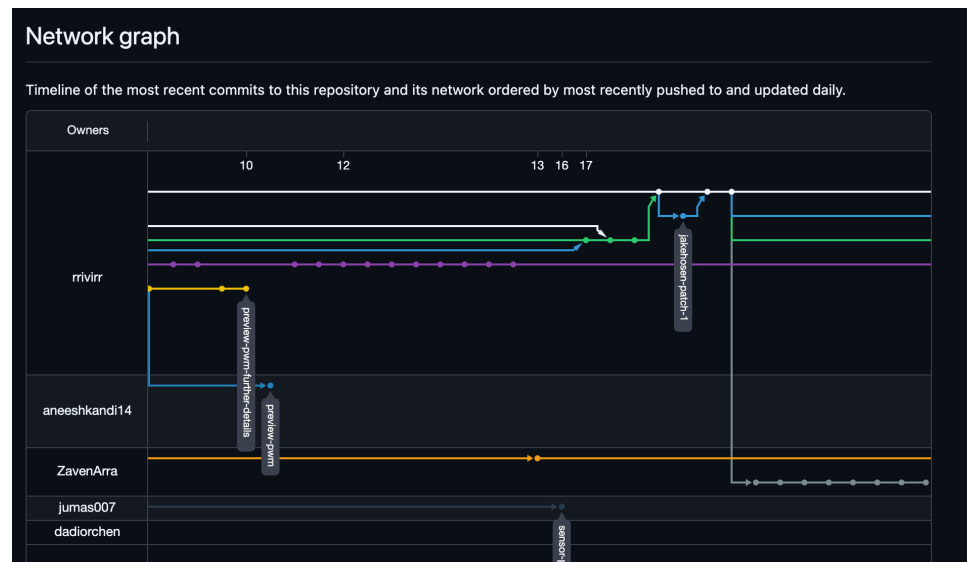 Network graph
Timeline of the most recent commits to this repository and its network ordered by most recently pushed to and updated daily.
Owners
10 12 13 16 17
rrivirr
jakehosen-patch-1
preview-pwm-further-details
aneeshkandi14
preview-pwm
ZavenArra
jumas007
dadiorchen